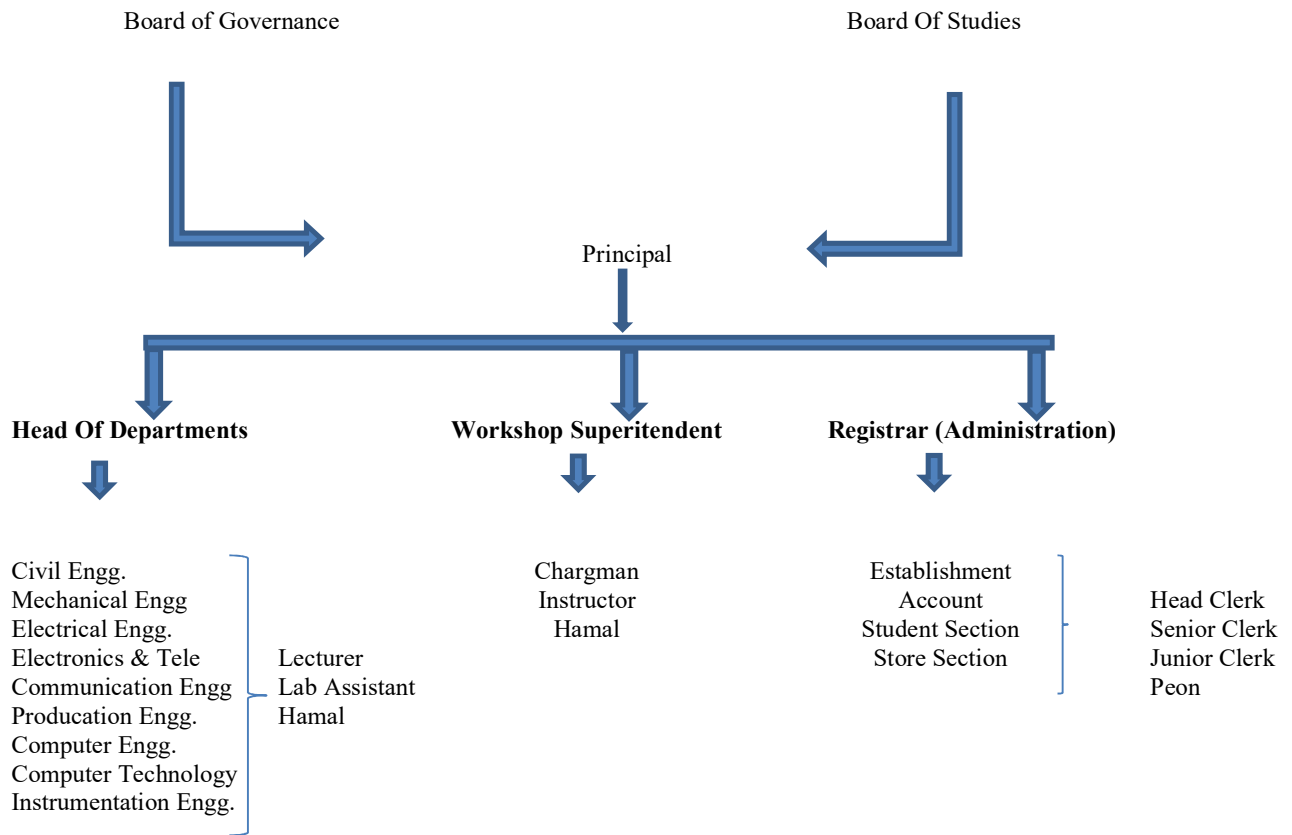 Board of Governance
Board Of Studies
Principal
Head Of Departments
Workshop Superitendent
Registrar (Administration)
Civil Engg.
Mechanical Engg
Electrical Engg.
Electronics & Tele
Communication Engg
Producation Engg.
Computer Engg.
Computer Technology
Instrumentation Engg.
Lecturer
Lab Assistant
Hamal
Chargman
Instructor
Hamal
Establishment
Account
Student Section
Store Section
Head Clerk
Senior Clerk
Junior Clerk
Peon